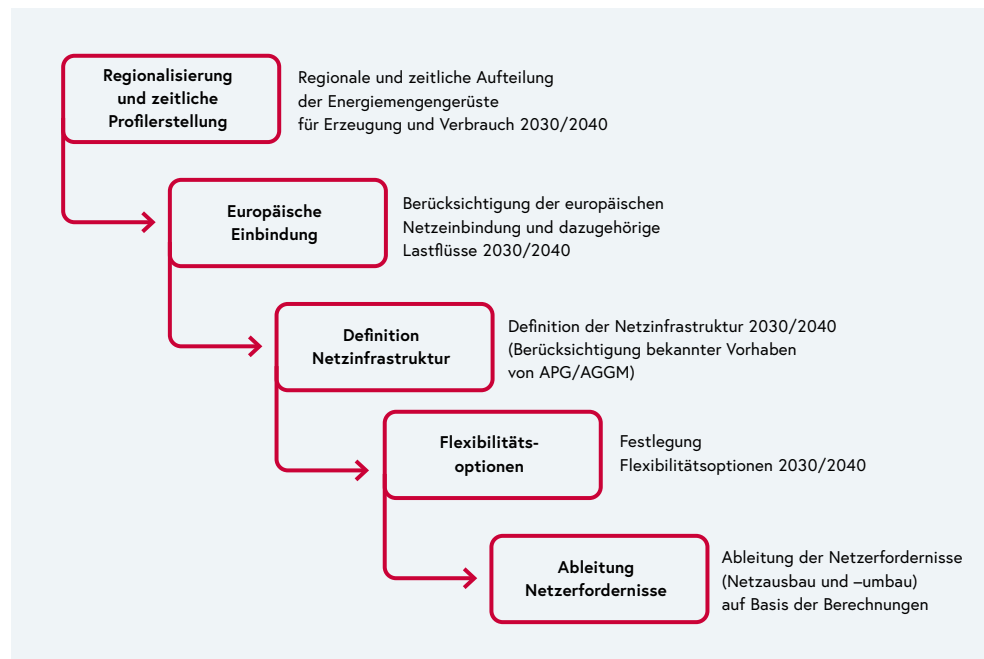 Regionalisierung
und zeitliche
Profilerstellung
Regionale und zeitliche Aufteilung
der Energiemengengerüste
für Erzeugung und Verbrauch 2030/2040
Europäische
Einbindung
Berücksichtigung der europäischen
Netzeinbindung und dazugehörige
Lastflüsse 2030/2040
Definition
Netzinfrastruktur
Definition der Netzinfrastruktur 2030/2040
(Berücksichtigung bekannter Vorhaben
von APG/AGGM)
Flexibilitäts-
optionen
Festlegung
Flexibilitätsoptionen 2030/2040
Ableitung
Netzerfordernisse
Ableitung der Netzerfordernisse
(Netzausbau und –umbau)
auf Basis der Berechnungen